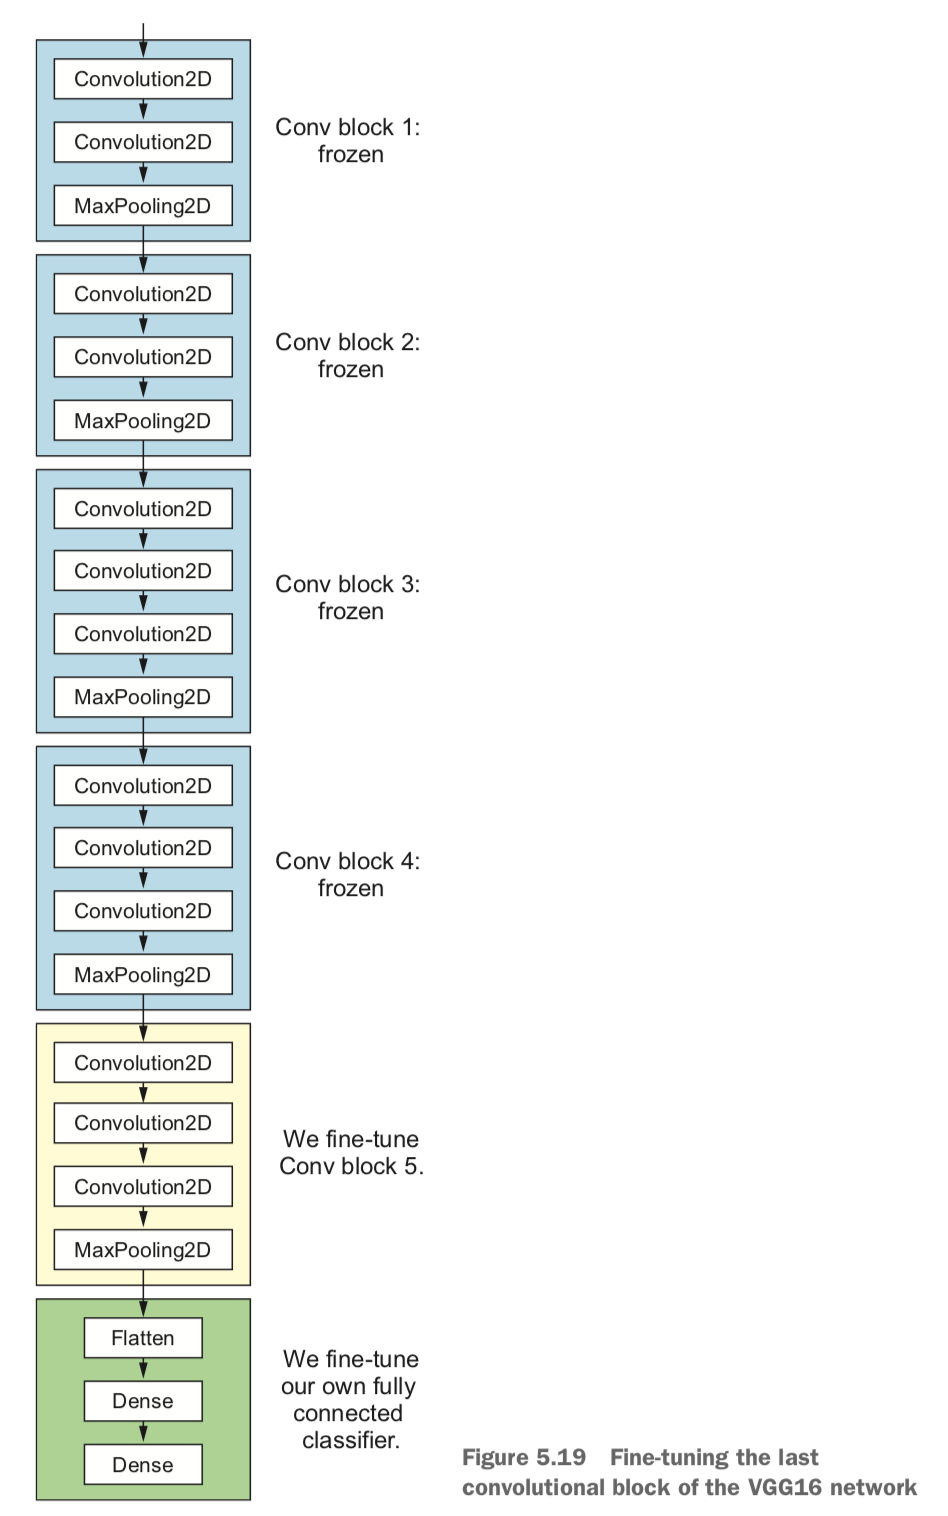 Convolution2D
Convolution2D
MaxPooling2D
Conv block 1:
frozen
Convolution2D
Convolution2D
MaxPooling2D
Conv block 2:
frozen
Convolution2D
Convolution2D
Convolution2D
MaxPooling2D
Conv block 3:
frozen
Convolution2D
Convolution2D
Convolution2D
MaxPooling2D
Conv block 4:
frozen
Convolution2D
Convolution2D
Convolution2D
MaxPooling2D
We fine-tune
Conv block 5.
Flatten
Dense
Dense
We fine-tune
our own fully
connected
classifier.
Figure 5.19 Fine-tuning the last
convolutional block of the VGG16 network